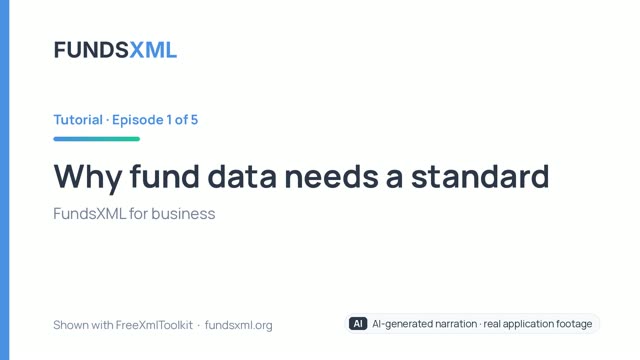 FUNDSXML
Tutorial · Episode 1 of 5
Why fund data needs a standard
FundsXML for business
Shown with FreeXmlToolkit · fundsxml.org
AI AI-generated narration · real application footage